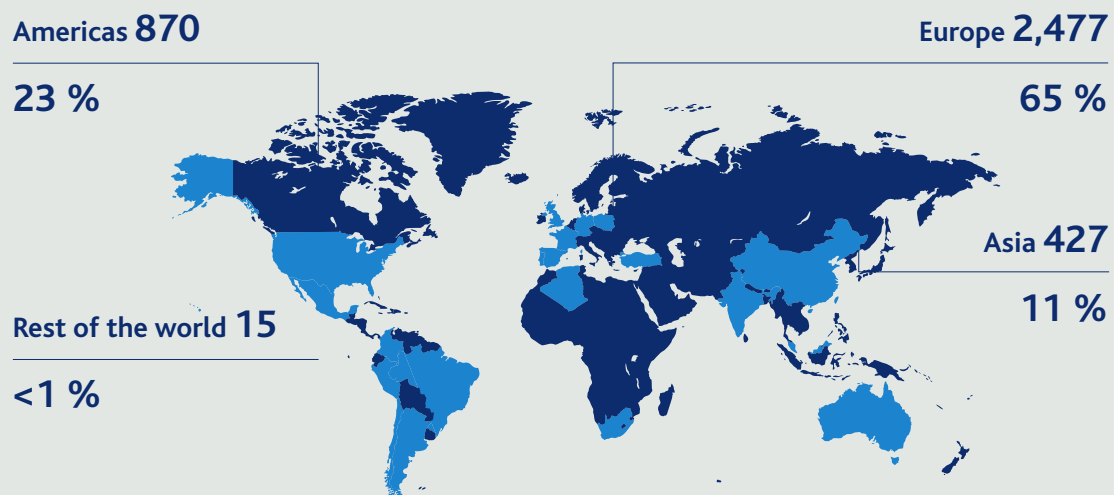 Americas 870
23 %
Europe 2,477
65 %
Asia 427
11 %
Rest of the world 15
<1 %